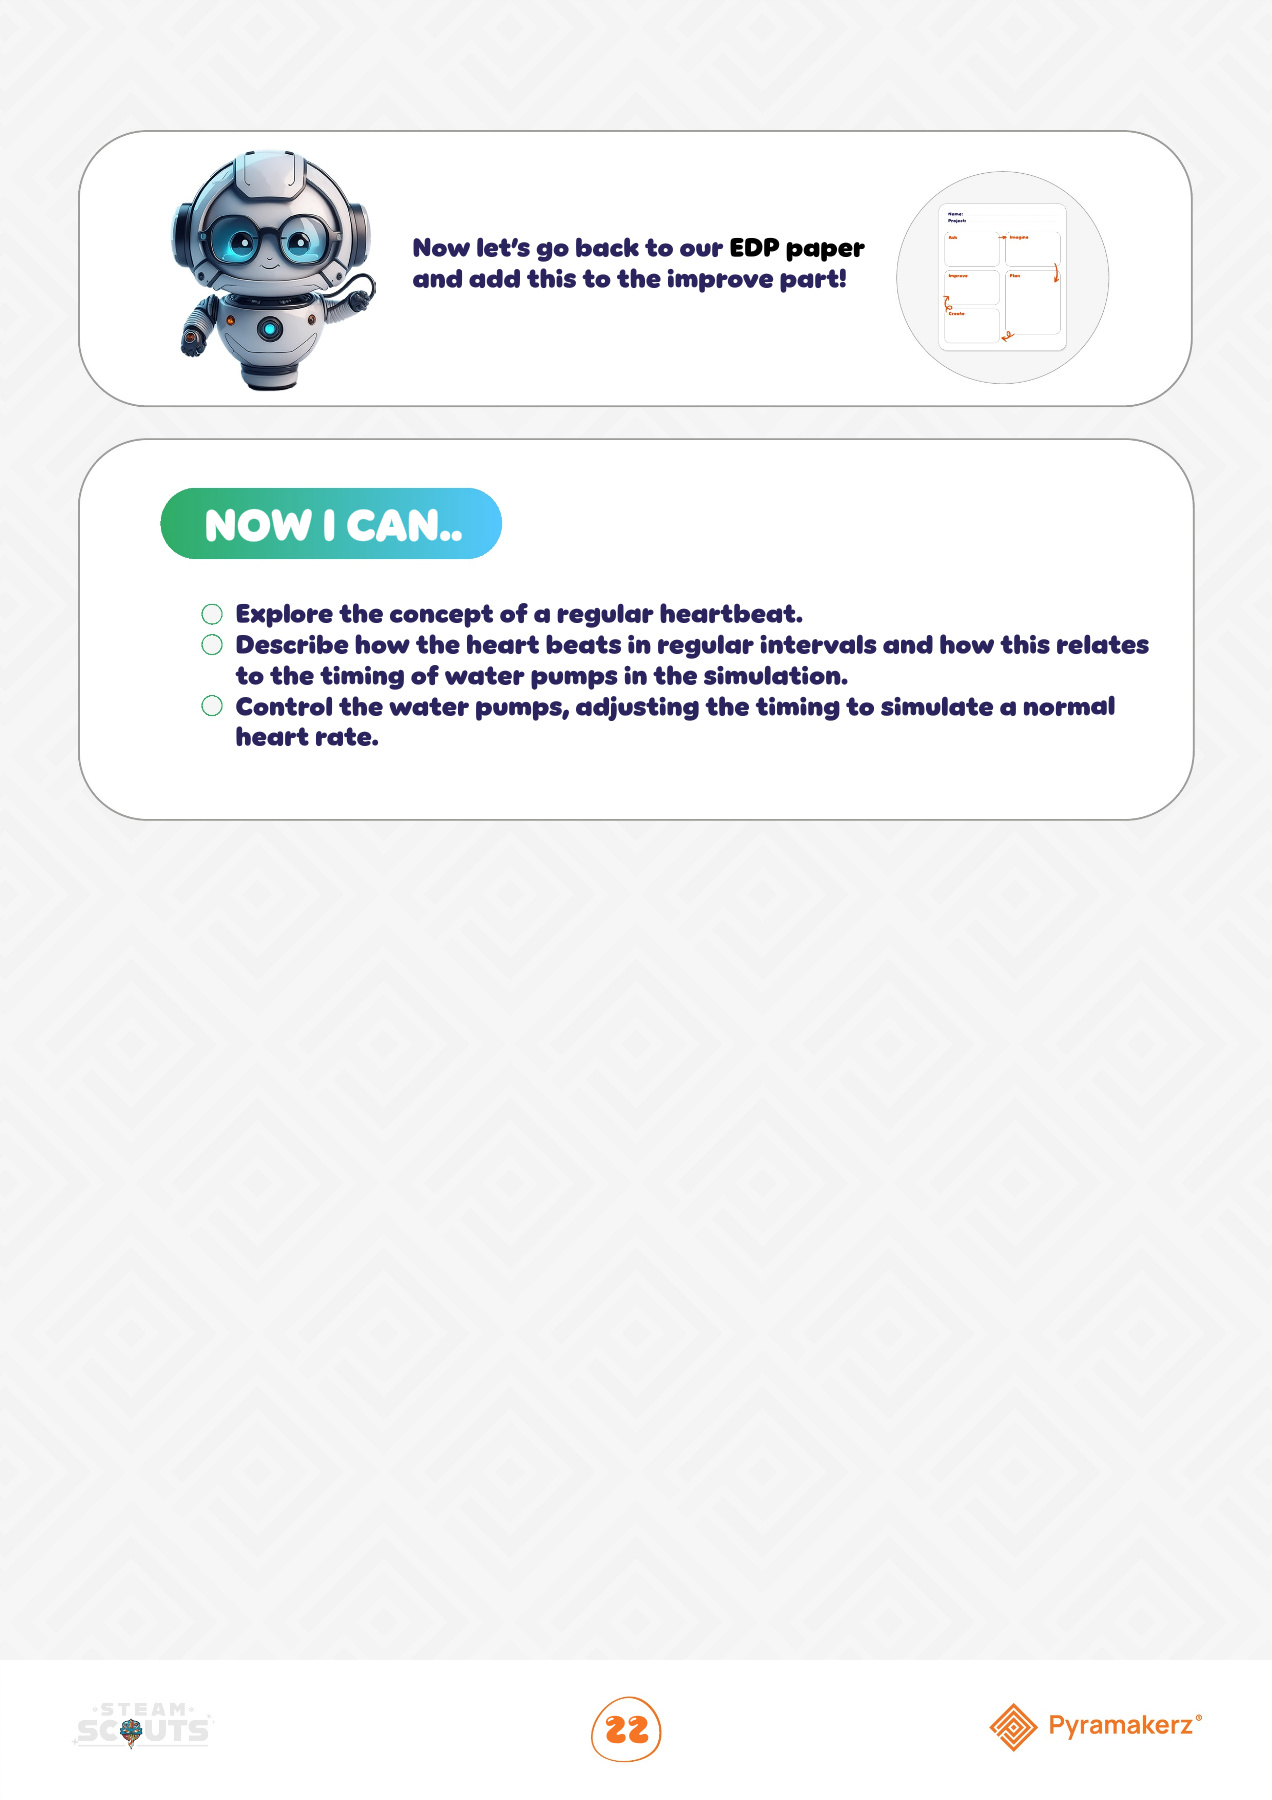 Now let's go back to our EDP paper
and add this to the improve part!
Name:
Project:
Ask
Imagine
Improve
Plan
Create
NOW I CAN..
Explore the concept of a regular heartbeat.
Describe how the heart beats in regular intervals and how this relates
to the timing of water pumps in the simulation.
Control the water pumps, adjusting the timing to simulate a normal
heart rate.
STEAM
SCOUTS
22
Pyramakerz®